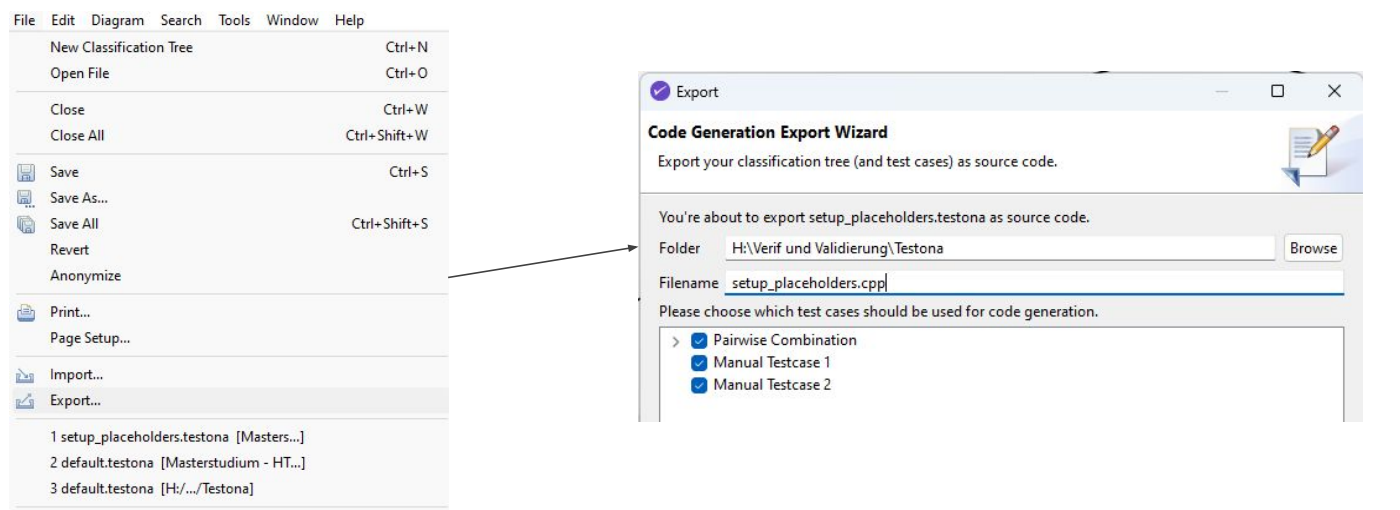 File Edit Diagram Search Tools Window Help
New Classification Tree Ctrl+N
Open File Ctrl+O
Close Ctrl+W
Close All Ctrl+Shift+W
Save Ctrl+S
Save As...
Save All Ctrl+Shift+S
Revert
Anonymize
Print...
Page Setup...
Import...
Export...
1 setup_placeholders.testona [Masters...]
2 default.testona [Masterstudium - HT...]
3 default.testona [H:/.../Testona]
Export
Code Generation Export Wizard
Export your classification tree (and test cases) as source code.
You're about to export setup_placeholders.testona as source code.
Folder H:\Verif und Validierung\Testona Browse
Filename setup_placeholders.cpp
Please choose which test cases should be used for code generation.
Pairwise Combination
Manual Testcase 1
Manual Testcase 2